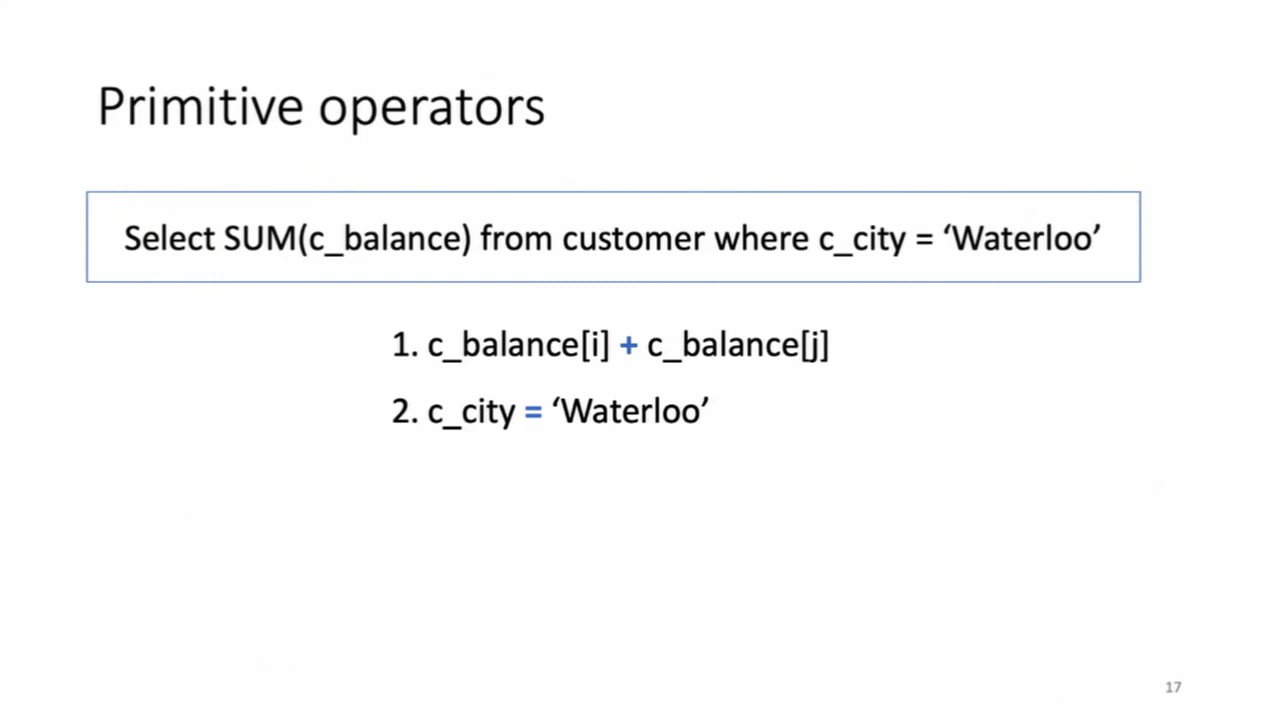 Primitive operators
Select SUM(c_balance) from customer where c_city = ‘Waterloo’
1. c_balance[i] + c_balance[j]
2. c_city = ‘Waterloo’
17